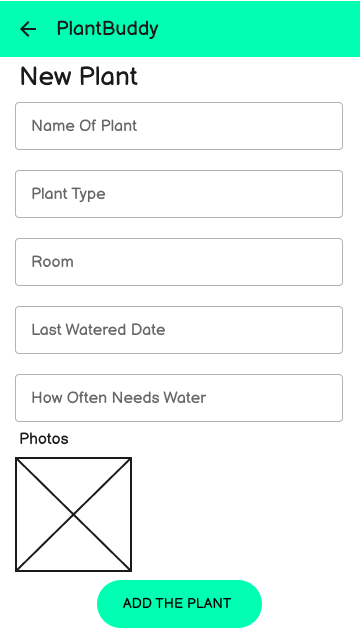 PlantBuddy
New Plant
Name Of Plant
Plant Type
Room
Last Watered Date
How Often Needs Water
Photos
ADD THE PLANT